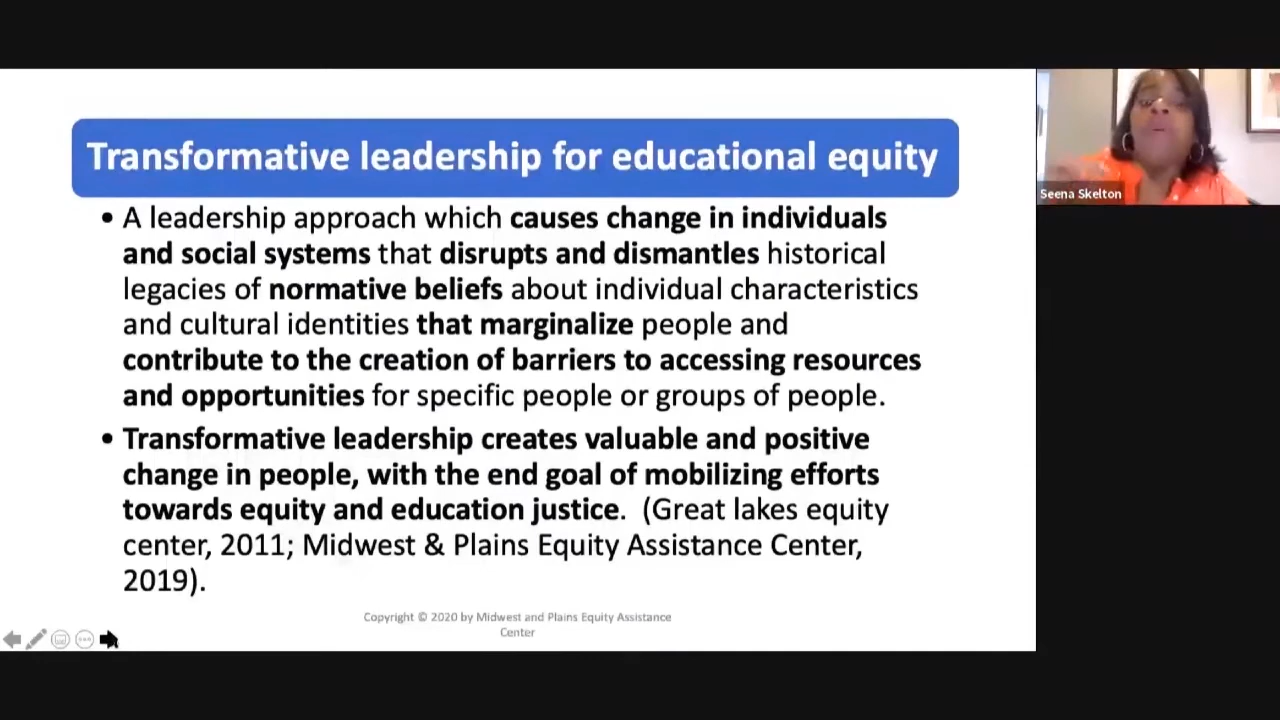 Transformative leadership for educational equity
• A leadership approach which causes change in individuals
and social systems that disrupts and dismantles historical
legacies of normative beliefs about individual characteristics
and cultural identities that marginalize people and
contribute to the creation of barriers to accessing resources
and opportunities for specific people or groups of people.
• Transformative leadership creates valuable and positive
change in people, with the end goal of mobilizing efforts
towards equity and education justice. (Great lakes equity
center, 2011; Midwest & Plains Equity Assistance Center,
2019).
Copyright © 2020 by Midwest and Plains Equity Assistance
Center
Seena Skelton